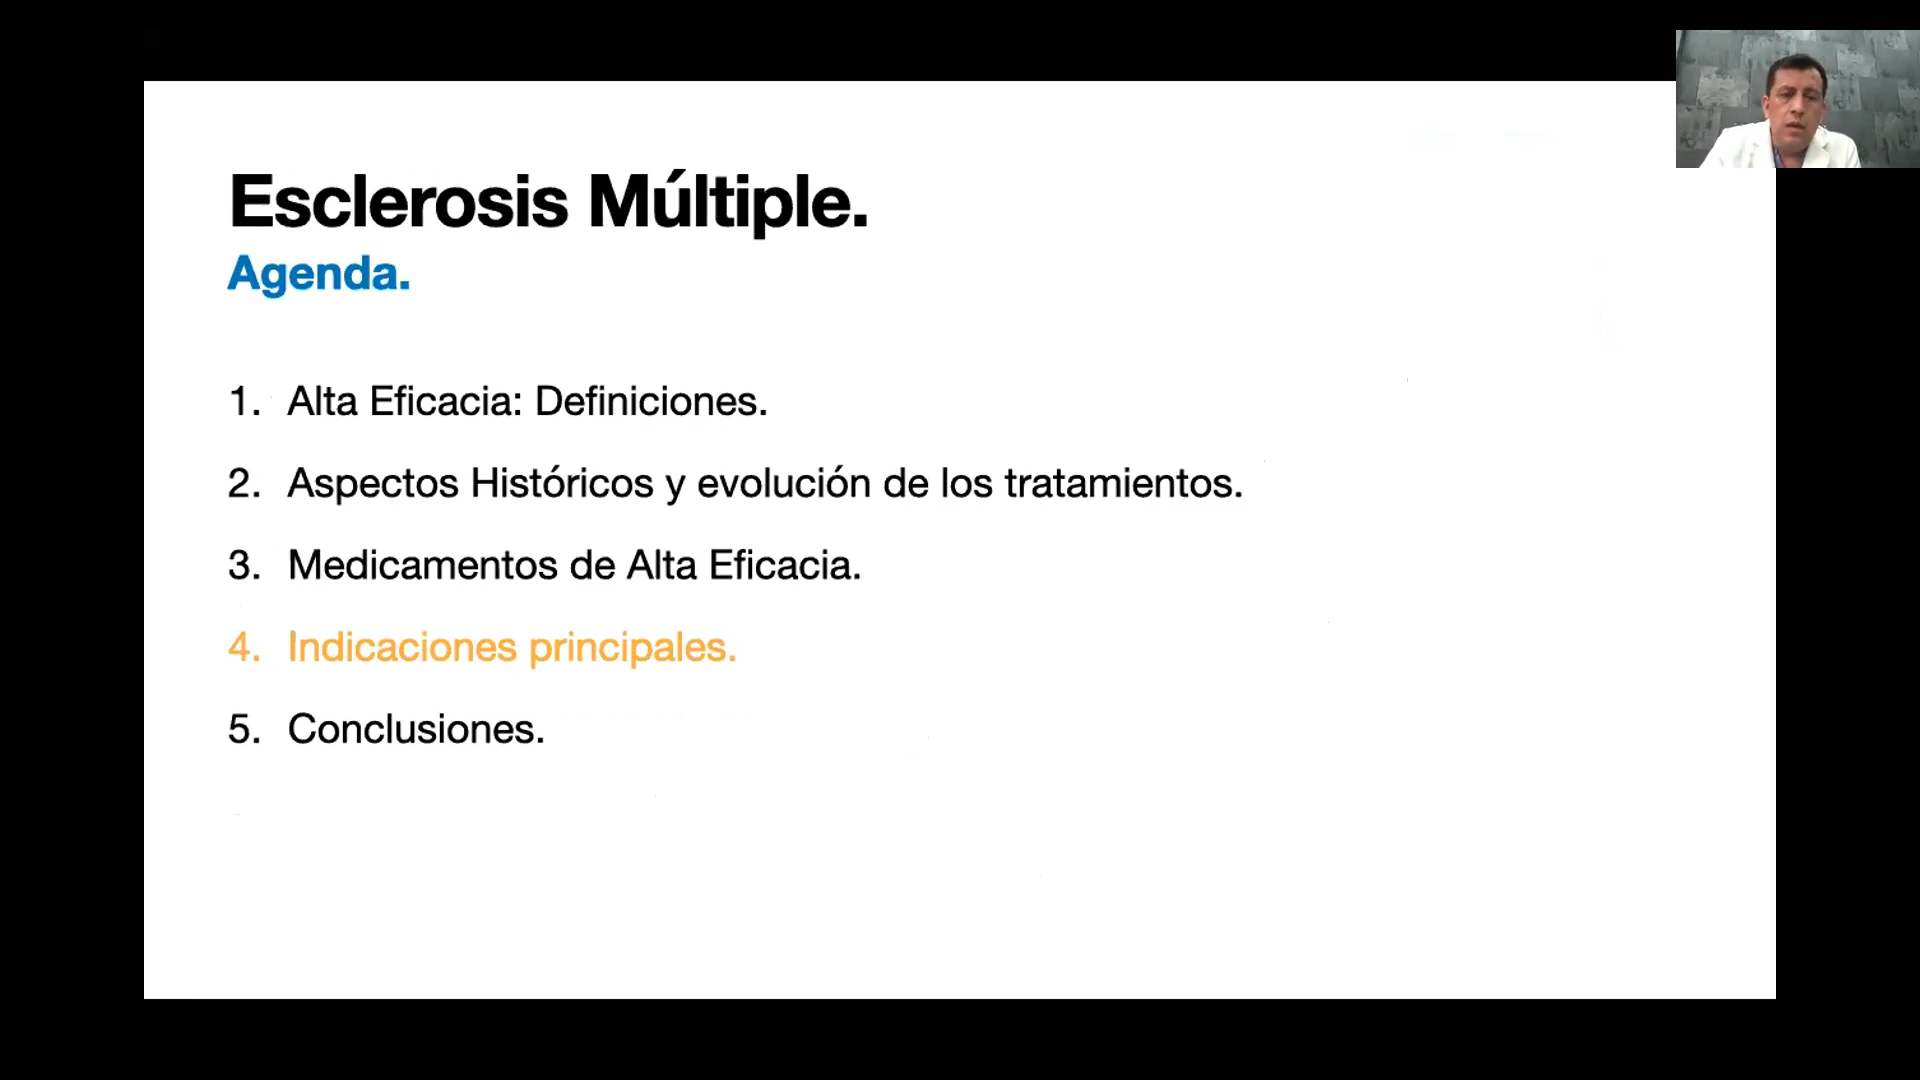 Esclerosis Múltiple.
Agenda.
1. Alta Eficacia: Definiciones.
2. Aspectos Históricos y evolución de los tratamientos.
3. Medicamentos de Alta Eficacia.
4. Indicaciones principales.
5. Conclusiones.